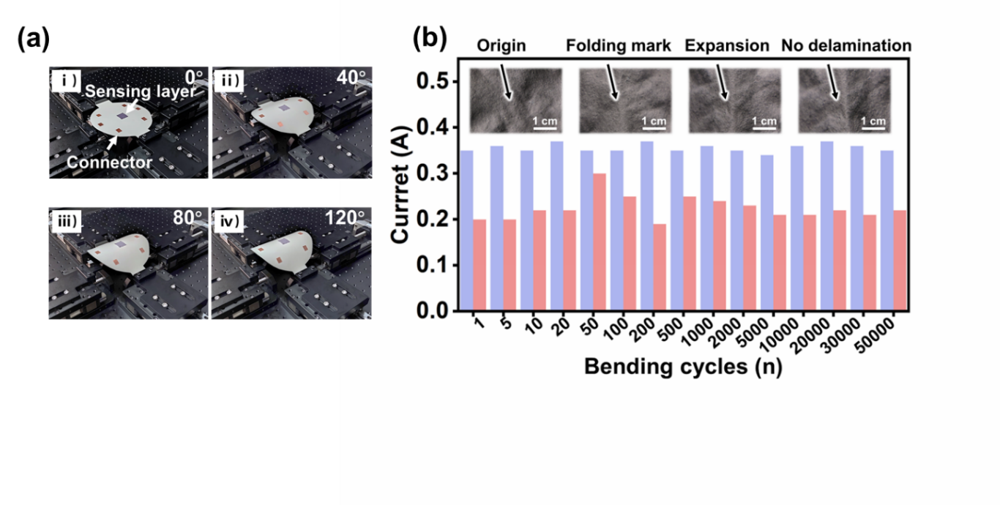 (a)
i)
0°
Sensing layer
Connector
ii)
40°
iii)
80°
iv)
120°
(b)
Origin
Folding mark
Expansion
No delamination
1 cm
1 cm
1 cm
1 cm
Currret (A)
0.5
0.4
0.3
0.2
0.1
0.0
1
5
10
20
50
100
200
500
1000
2000
5000
10000
20000
30000
50000
Bending cycles (n)